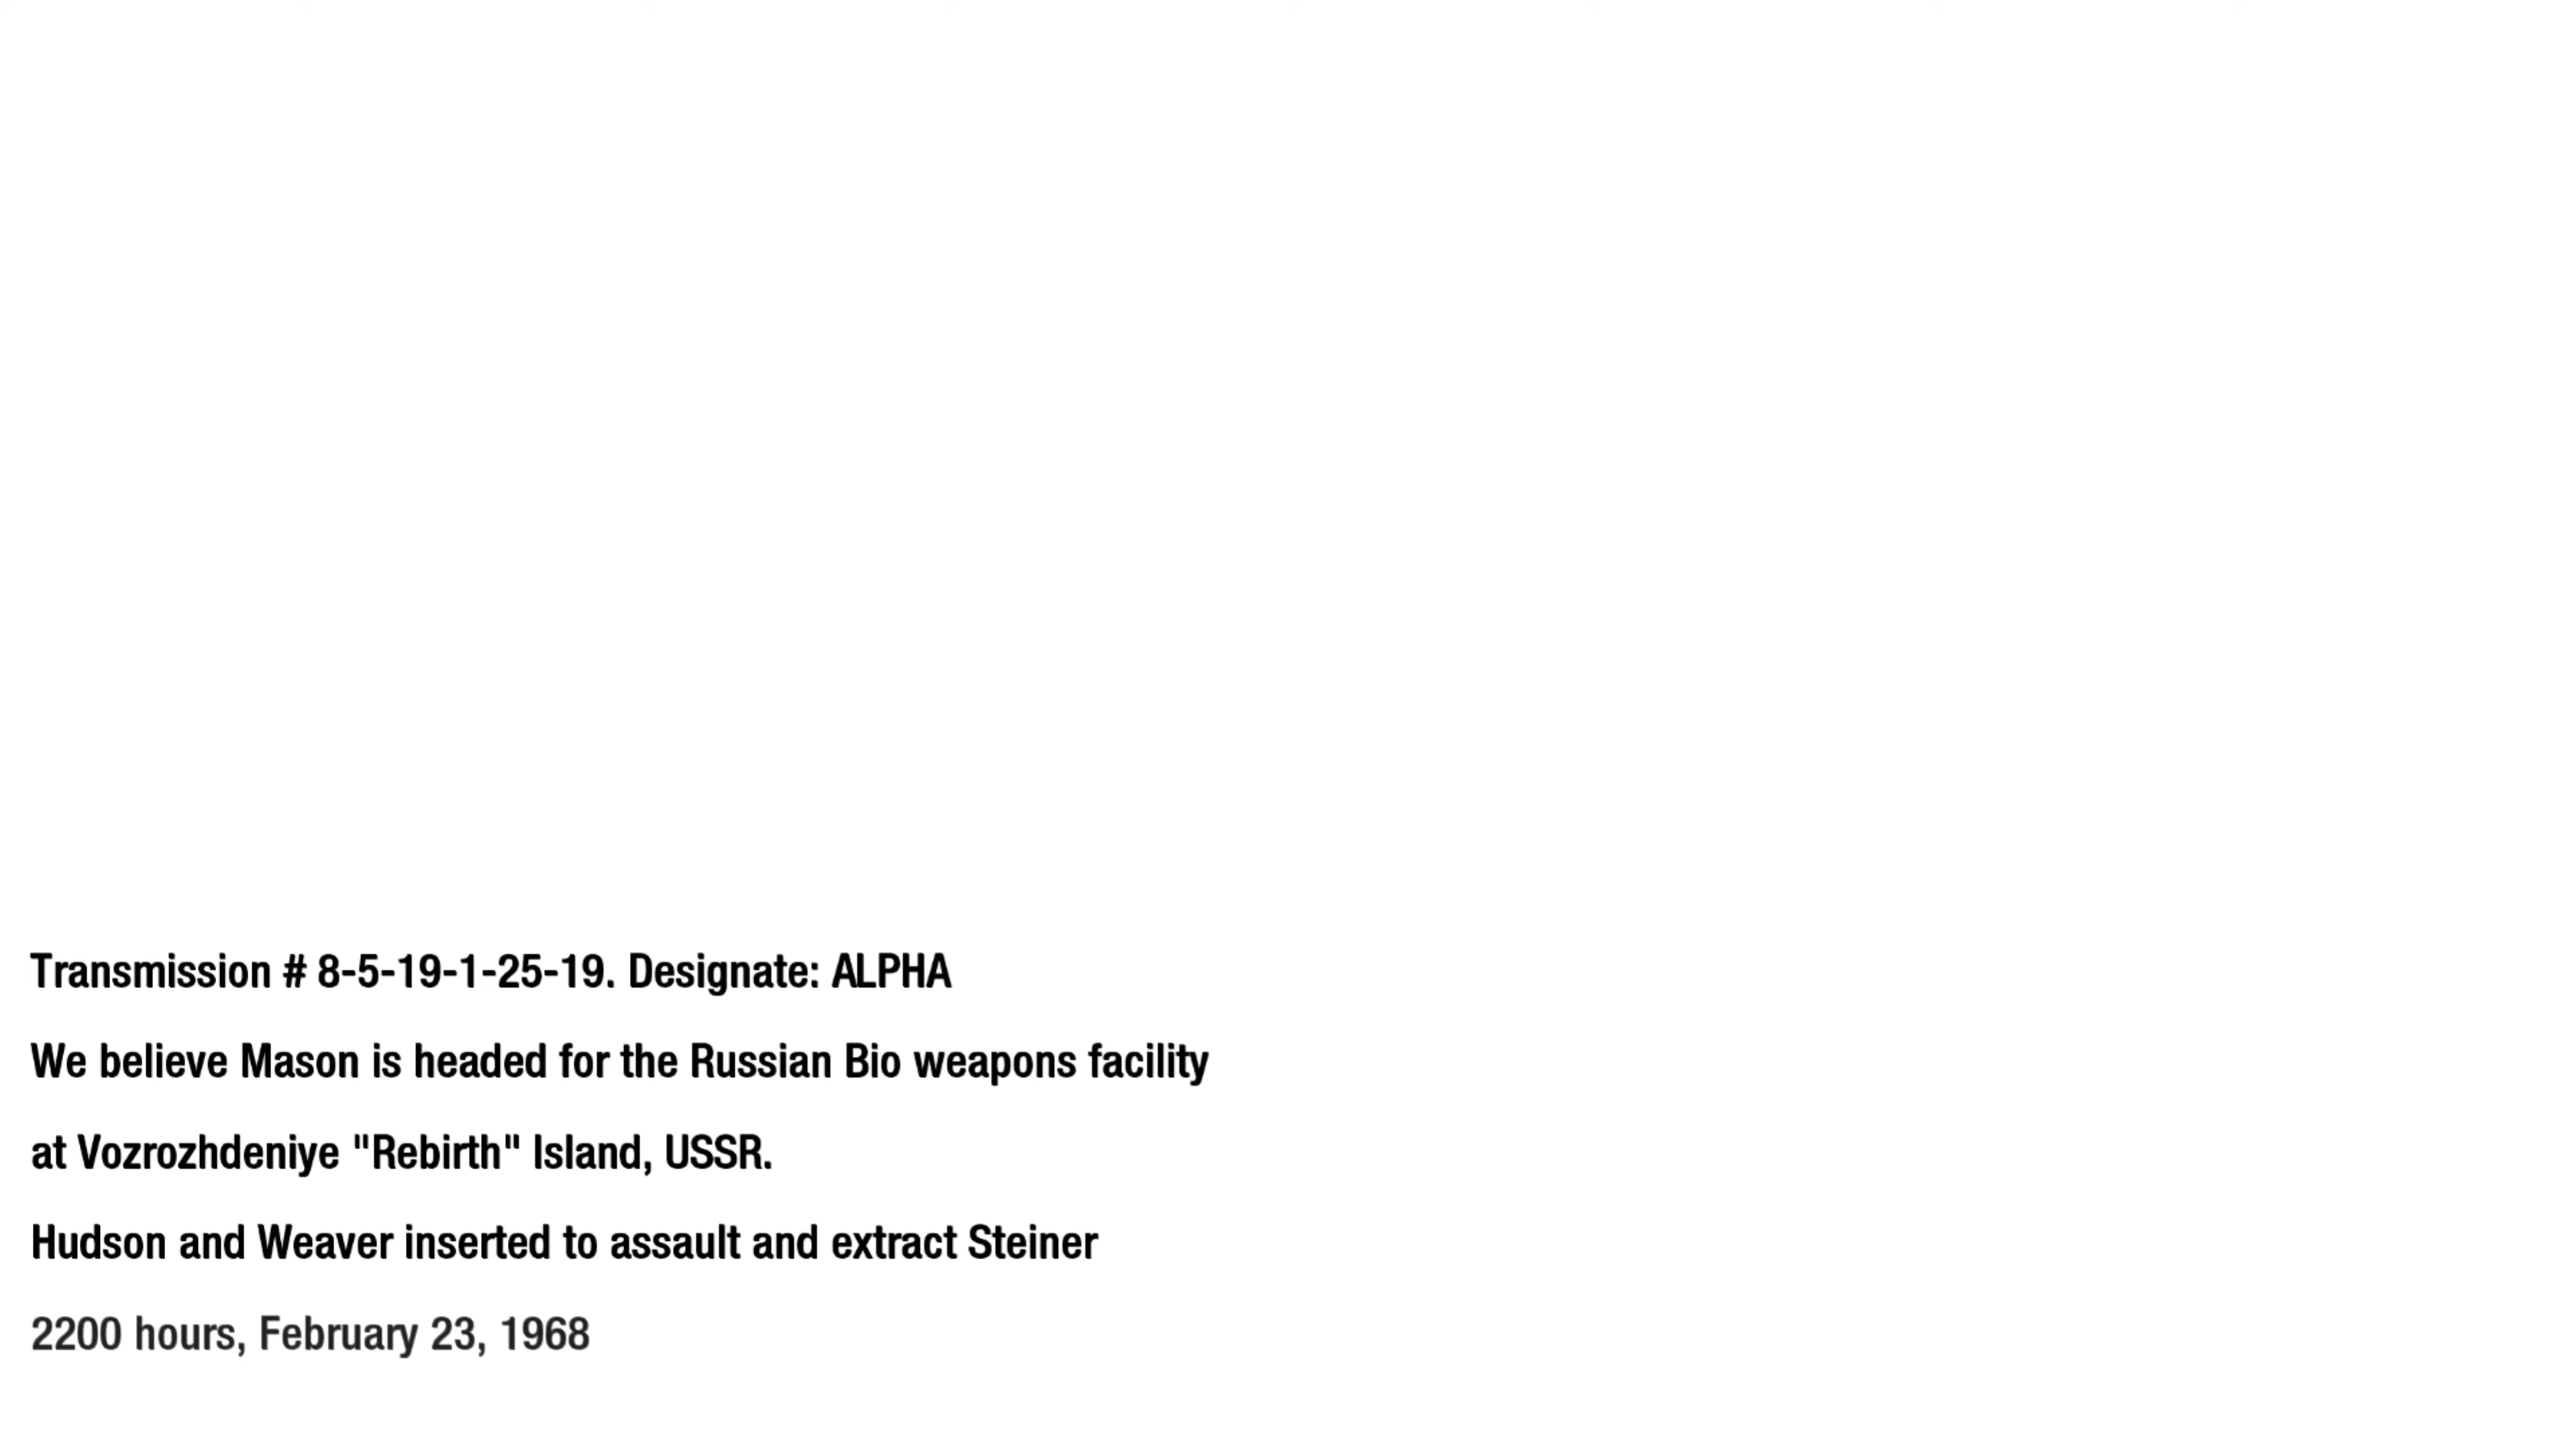 Transmission # 8-5-19-1-25-19. Designate: ALPHA
We believe Mason is headed for the Russian Bio weapons facility
at Vozrozhdeniye "Rebirth" Island, USSR.
Hudson and Weaver inserted to assault and extract Steiner
2200 hours, February 23, 1968